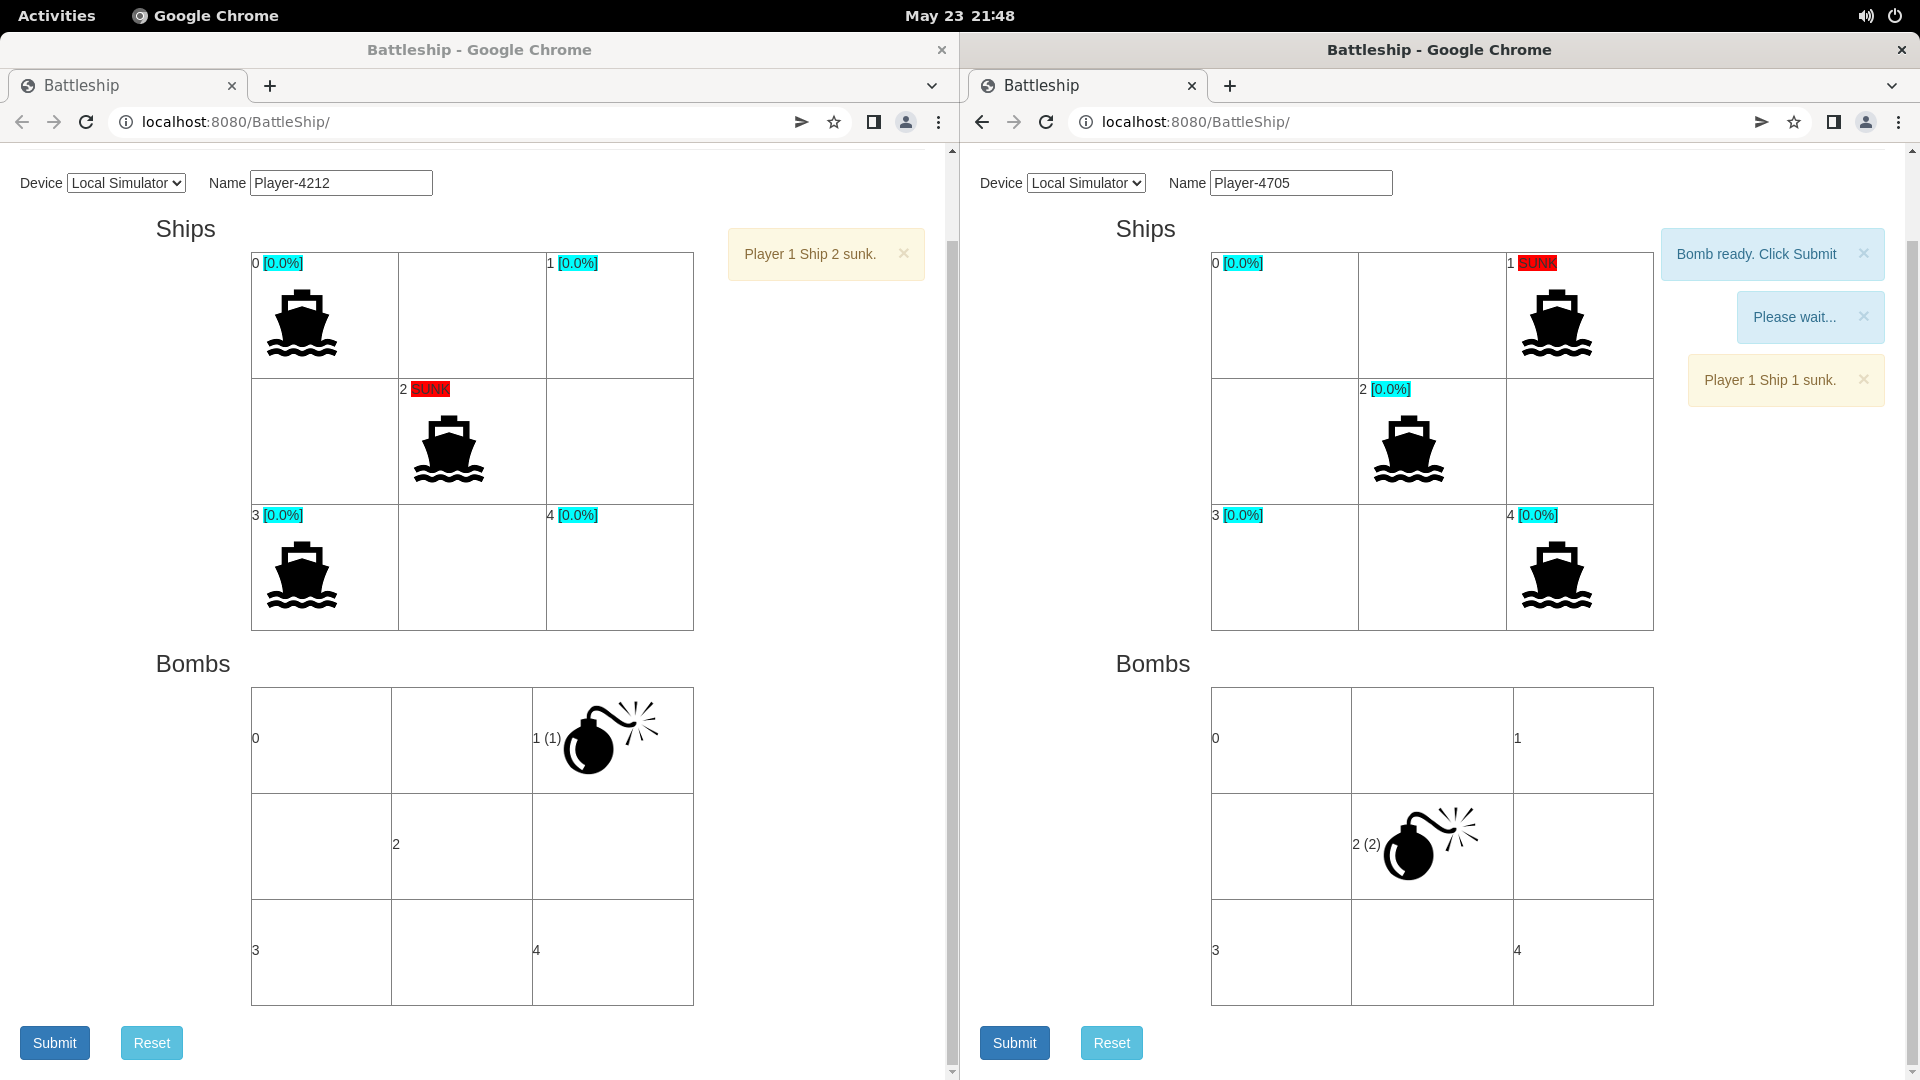 Activities Google Chrome May 23 21:48
Battleship - Google Chrome
Battleship
localhost:8080/BattleShip/
Device Local Simulator Name Player-4212
Ships
Player 1 Ship 2 sunk. ×
0 [0.0%] 1 [0.0%]
2 SUNK
3 [0.0%] 4 [0.0%]
Bombs
0 1 (1)
2
3 4
Submit Reset
Battleship - Google Chrome
Battleship
localhost:8080/BattleShip/
Device Local Simulator Name Player-4705
Ships
Bomb ready. Click Submit ×
Please wait... ×
Player 1 Ship 1 sunk. ×
0 [0.0%] 1 SUNK
2 [0.0%]
3 [0.0%] 4 [0.0%]
Bombs
0 1
2 (2)
3 4
Submit Reset